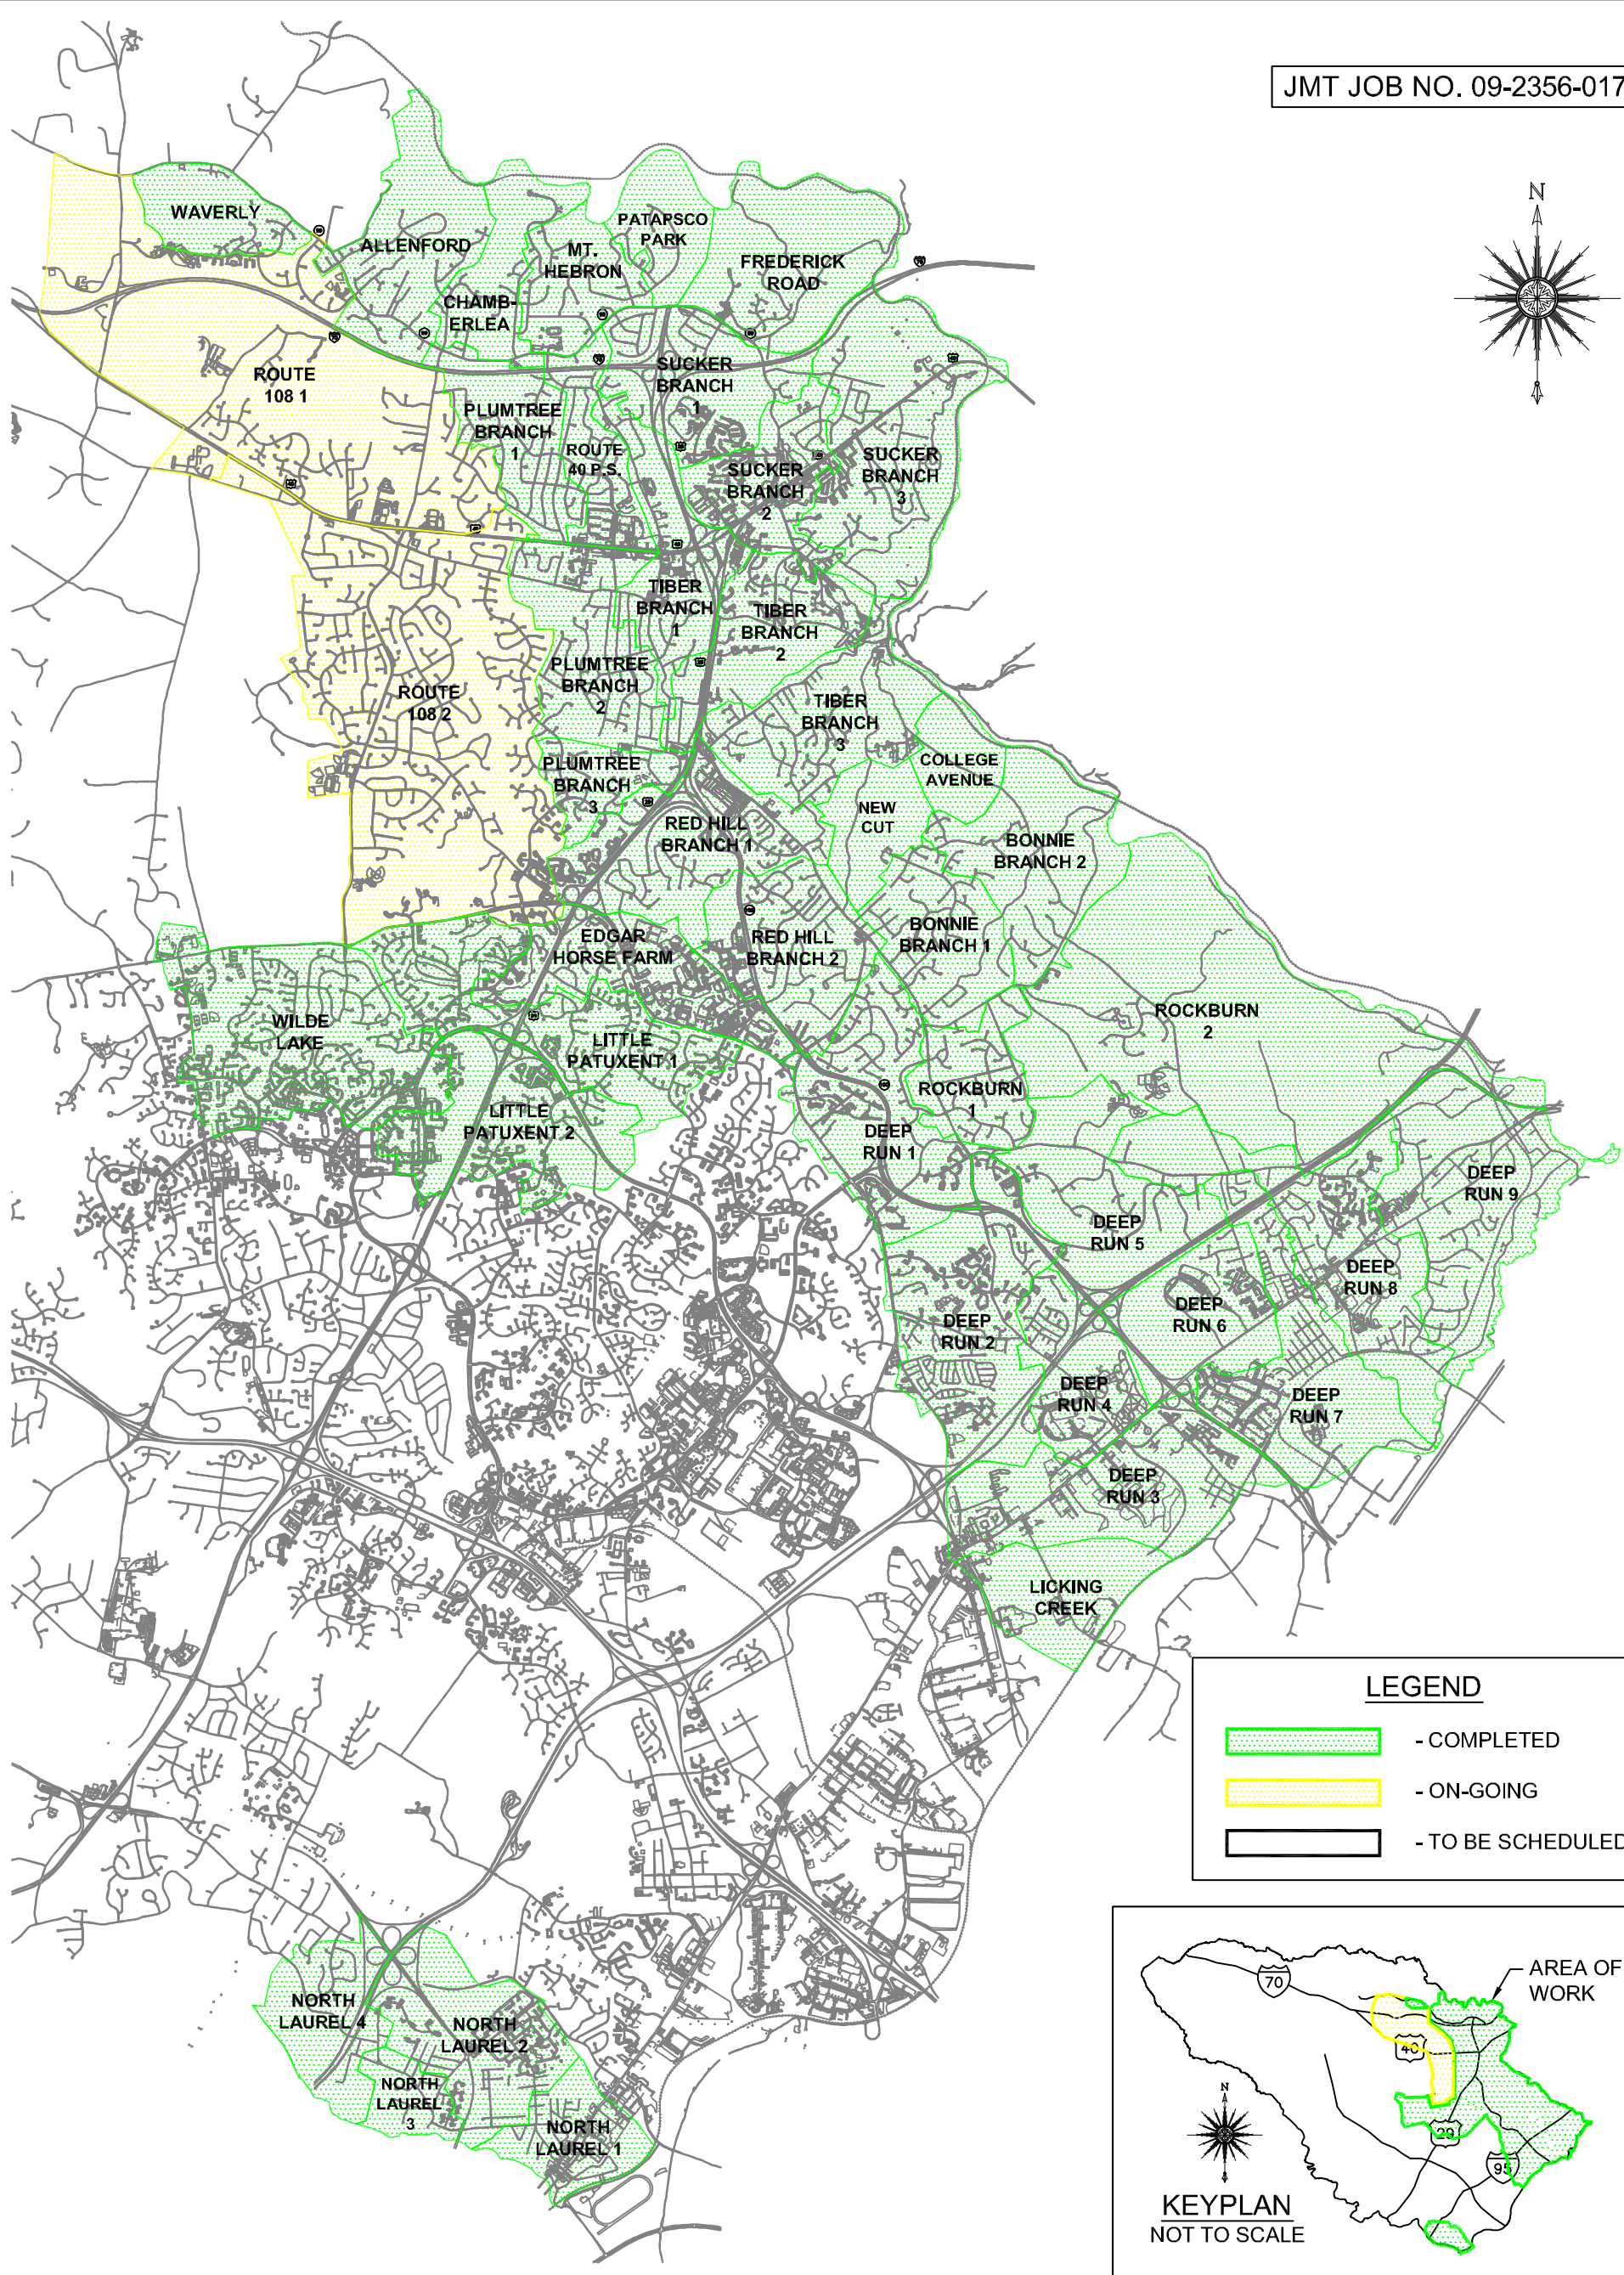 JMT JOB NO. 09-2356-017
N
WAVERLY
ALLENFORD
CHAMB-
ERLEA
MT.
HEBRON
PATAPSCO
PARK
FREDERICK
ROAD
ROUTE
108 1
PLUMTREE
BRANCH
1
ROUTE
40 P.S.
SUCKER
BRANCH
1
SUCKER
BRANCH
2
SUCKER
BRANCH
3
TIBER
BRANCH
1
TIBER
BRANCH
2
PLUMTREE
BRANCH
2
ROUTE
108 2
TIBER
BRANCH
3
COLLEGE
AVENUE
PLUMTREE
BRANCH
3
NEW
CUT
RED HILL
BRANCH 1
BONNIE
BRANCH 2
EDGAR
HORSE FARM
RED HILL
BRANCH 2
BONNIE
BRANCH 1
WILDE
LAKE
LITTLE
PATUXENT 1
ROCKBURN
2
ROCKBURN
1
LITTLE
PATUXENT 2
DEEP
RUN 1
DEEP
RUN 9
DEEP
RUN 5
DEEP
RUN 8
DEEP
RUN 6
DEEP
RUN 2
DEEP
RUN 4
DEEP
RUN 7
DEEP
RUN 3
LICKING
CREEK
LEGEND
- COMPLETED
- ON-GOING
- TO BE SCHEDULED
NORTH
LAUREL 4
NORTH
LAUREL 2
NORTH
LAUREL
3
NORTH
LAUREL 1
AREA OF
WORK
70
40
29
95
N
KEYPLAN
NOT TO SCALE